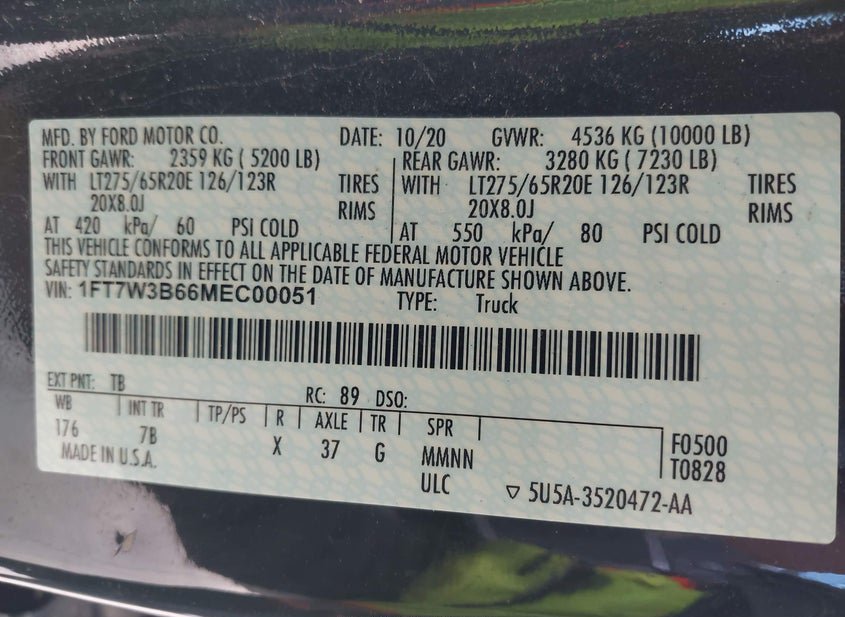 MFD. BY FORD MOTOR CO. DATE: 10/20 GVWR: 4536 KG (10000 LB)
FRONT GAWR: 2359 KG ( 5200 LB) REAR GAWR: 3280 KG ( 7230 LB)
WITH LT275/65R20E 126/123R TIRES WITH LT275/65R20E 126/123R TIRES
20X8.0J RIMS 20X8.0J RIMS
AT 420 kPa/ 60 PSI COLD AT 550 kPa/ 80 PSI COLD
THIS VEHICLE CONFORMS TO ALL APPLICABLE FEDERAL MOTOR VEHICLE
SAFETY STANDARDS IN EFFECT ON THE DATE OF MANUFACTURE SHOWN ABOVE.
VIN: 1FT7W3B66MEC00051 TYPE: Truck
EXT PNT: TB RC: 89 DSO:
WB INT TR TP/PS R AXLE TR SPR
176 7B X 37 G MMNN F0500
MADE IN U.S.A. ULC T0828
▽ 5U5A-3520472-AA